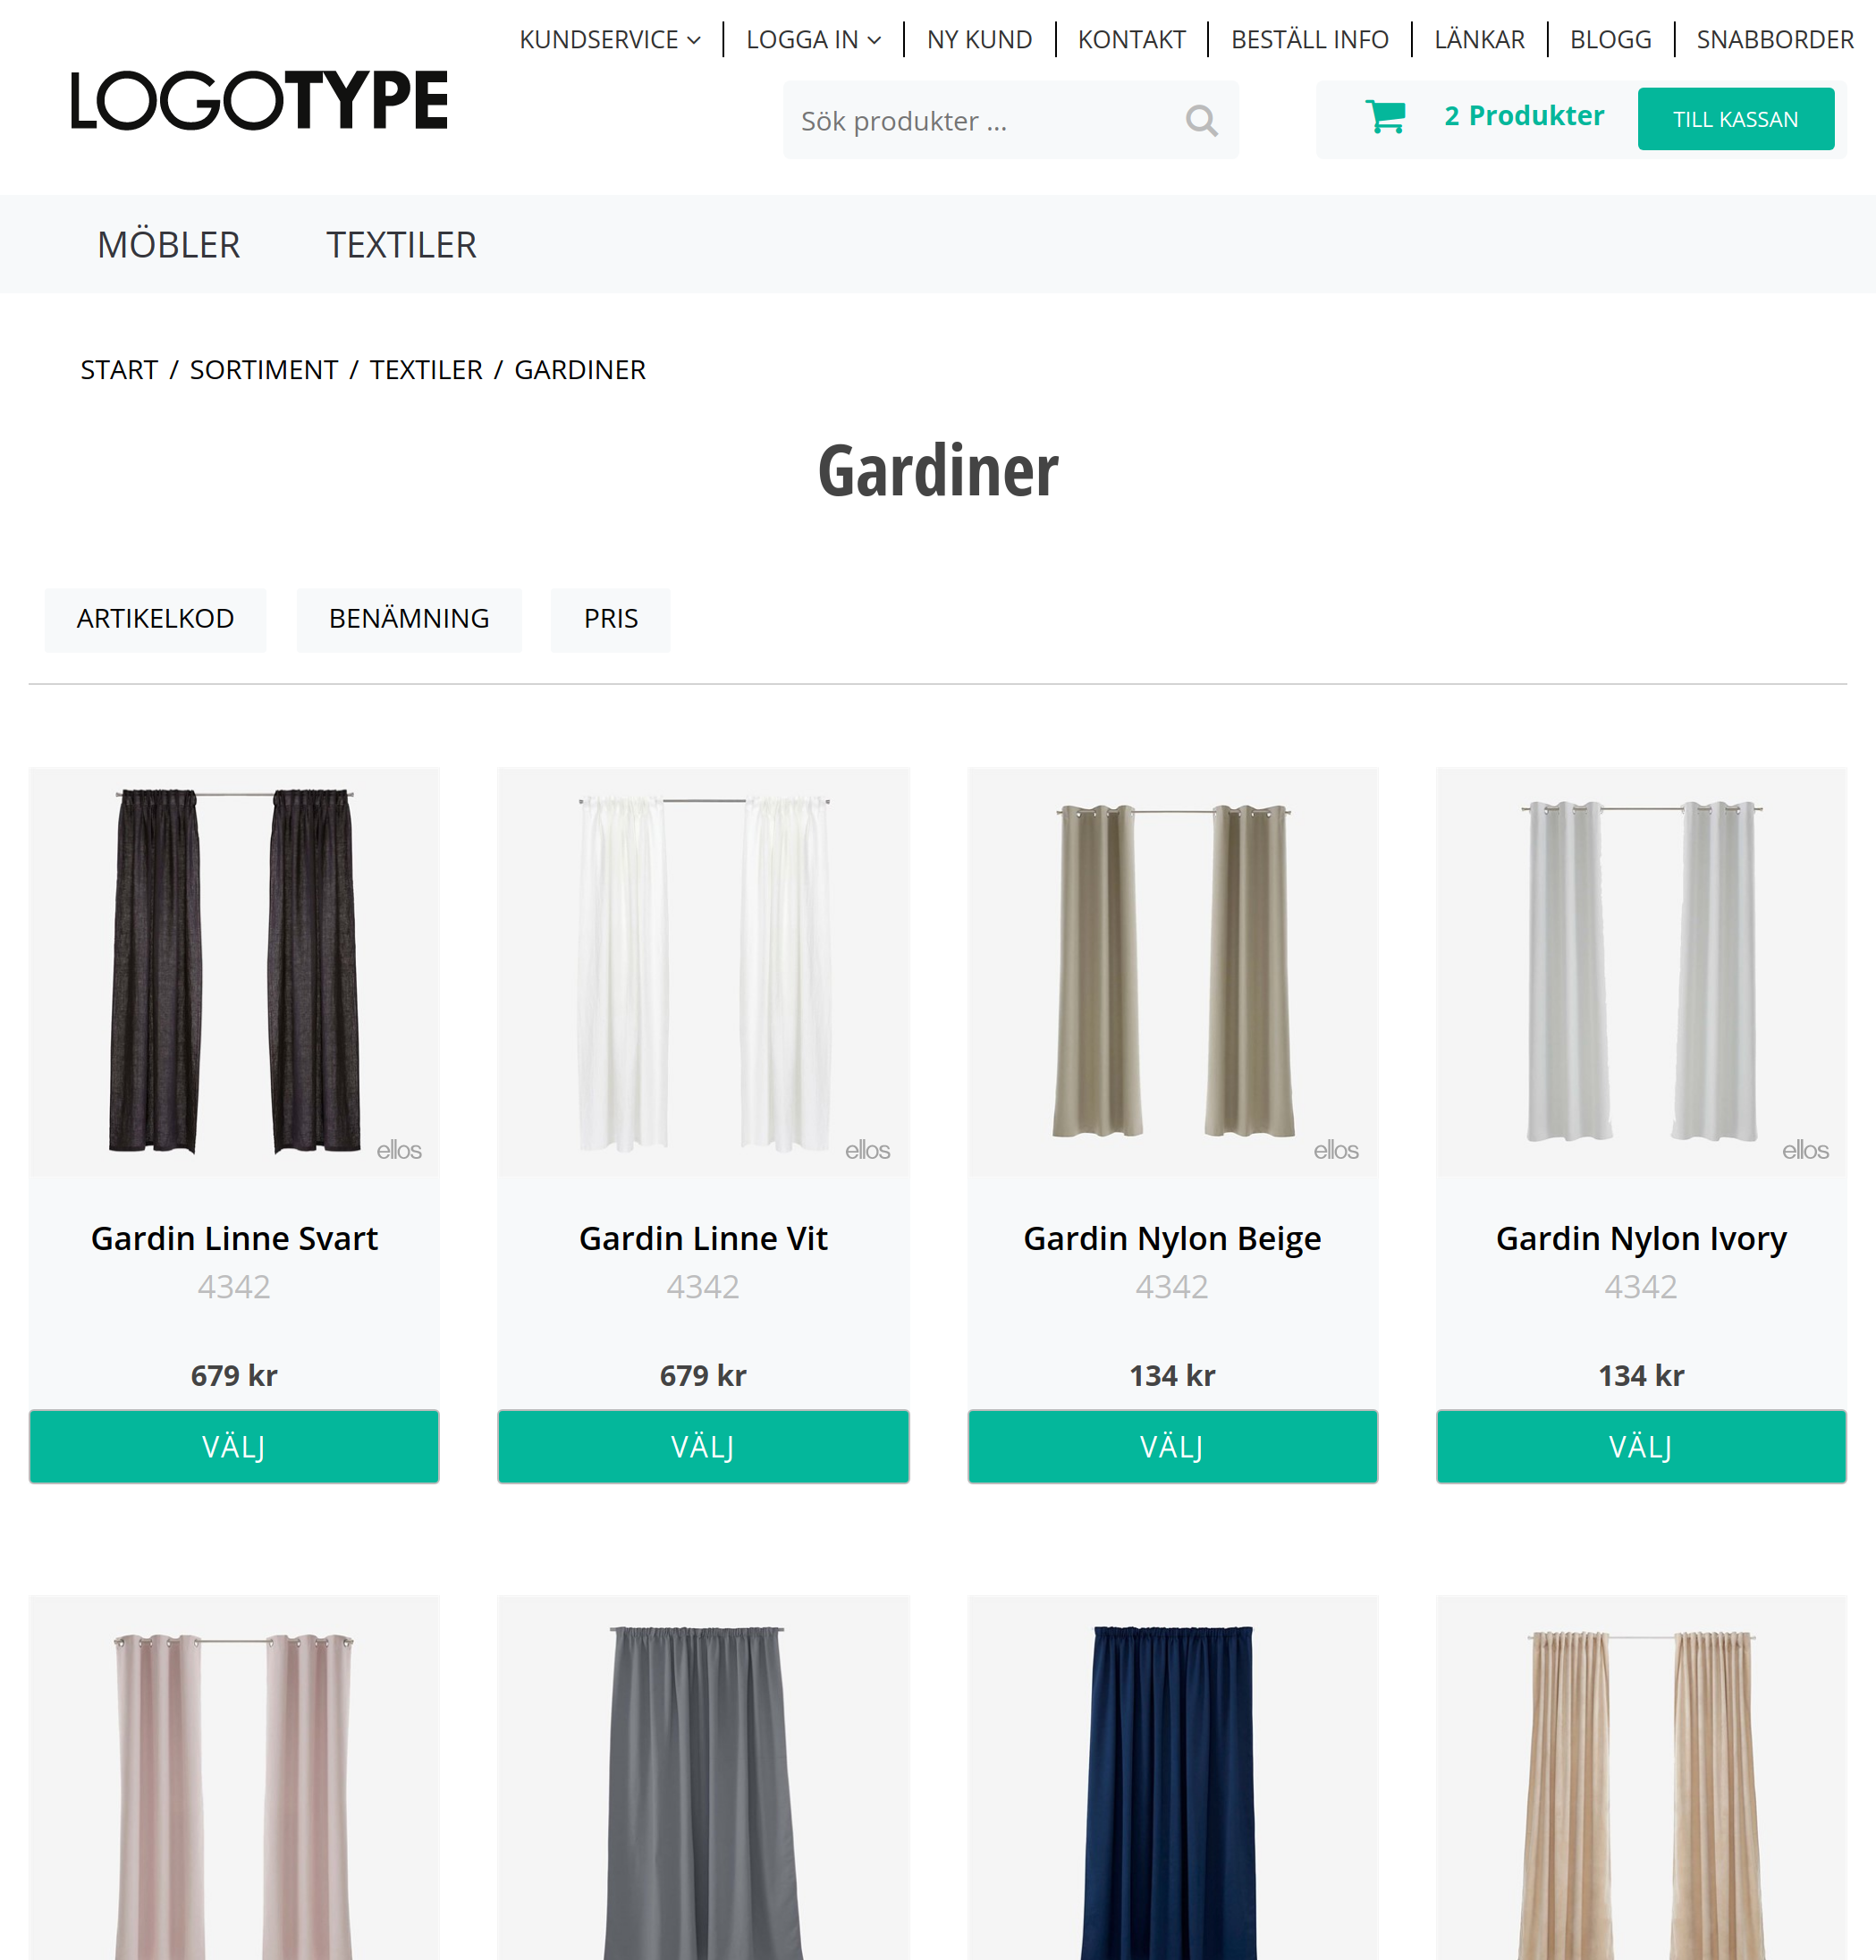 KUNDSERVICE LOGGA IN NY KUND KONTAKT BESTÄLL INFO LÄNKAR BLOGG SNABBORDER
LOGOTYPE
Sök produkter ...
2 Produkter
TILL KASSAN
MÖBLER TEXTILER
START / SORTIMENT / TEXTILER / GARDINER
Gardiner
ARTIKELKOD BENÄMNING PRIS
ellos ellos ellos ellos
Gardin Linne Svart
4342
679 kr
VÄLJ
Gardin Linne Vit
4342
679 kr
VÄLJ
Gardin Nylon Beige
4342
134 kr
VÄLJ
Gardin Nylon Ivory
4342
134 kr
VÄLJ